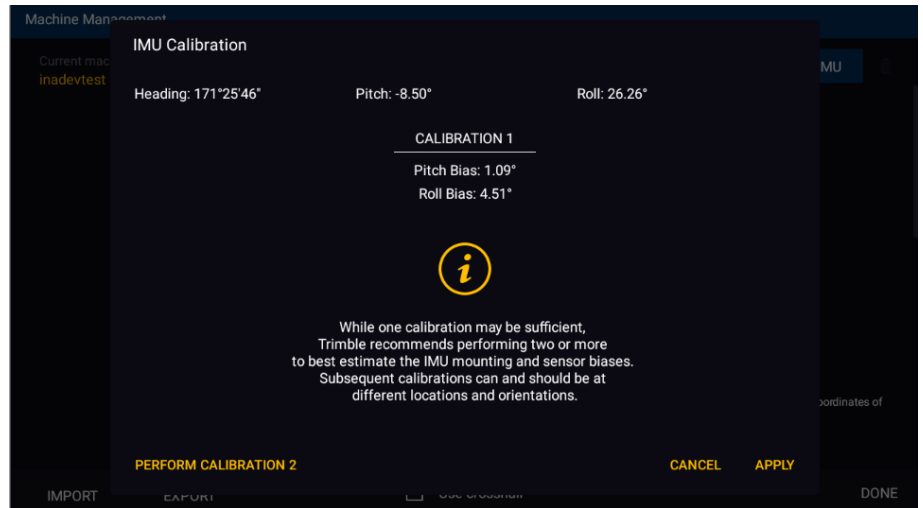 Machine Management
IMU Calibration
Current mac
inadevtest
MU
Heading: 171°25'46"
Pitch: -8.50°
Roll: 26.26°
CALIBRATION 1
Pitch Bias: 1.09°
Roll Bias: 4.51°
i
While one calibration may be sufficient,
Trimble recommends performing two or more
to best estimate the IMU mounting and sensor biases.
Subsequent calibrations can and should be at
different locations and orientations.
oordinates of
PERFORM CALIBRATION 2
CANCEL
APPLY
IMPORT
EXPORT
Use crosshair
DONE